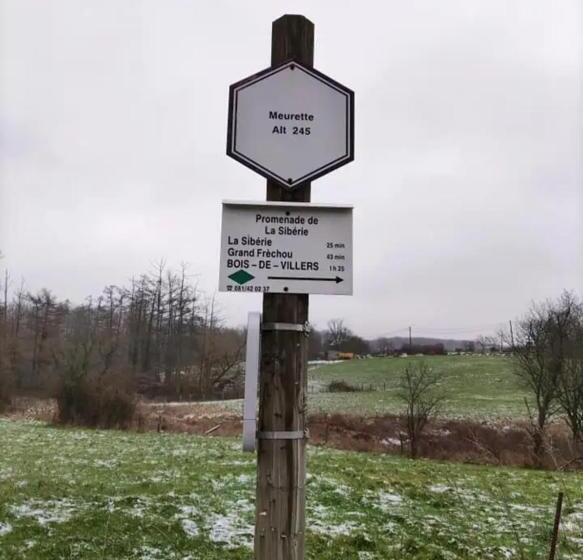 Meurette
Alt 245
Promenade de
La Sibérie
La Sibérie 25 min
Grand Frèchou 43 min
BOIS – DE – VILLERS 1 h 25
☎ 081/42 02 37